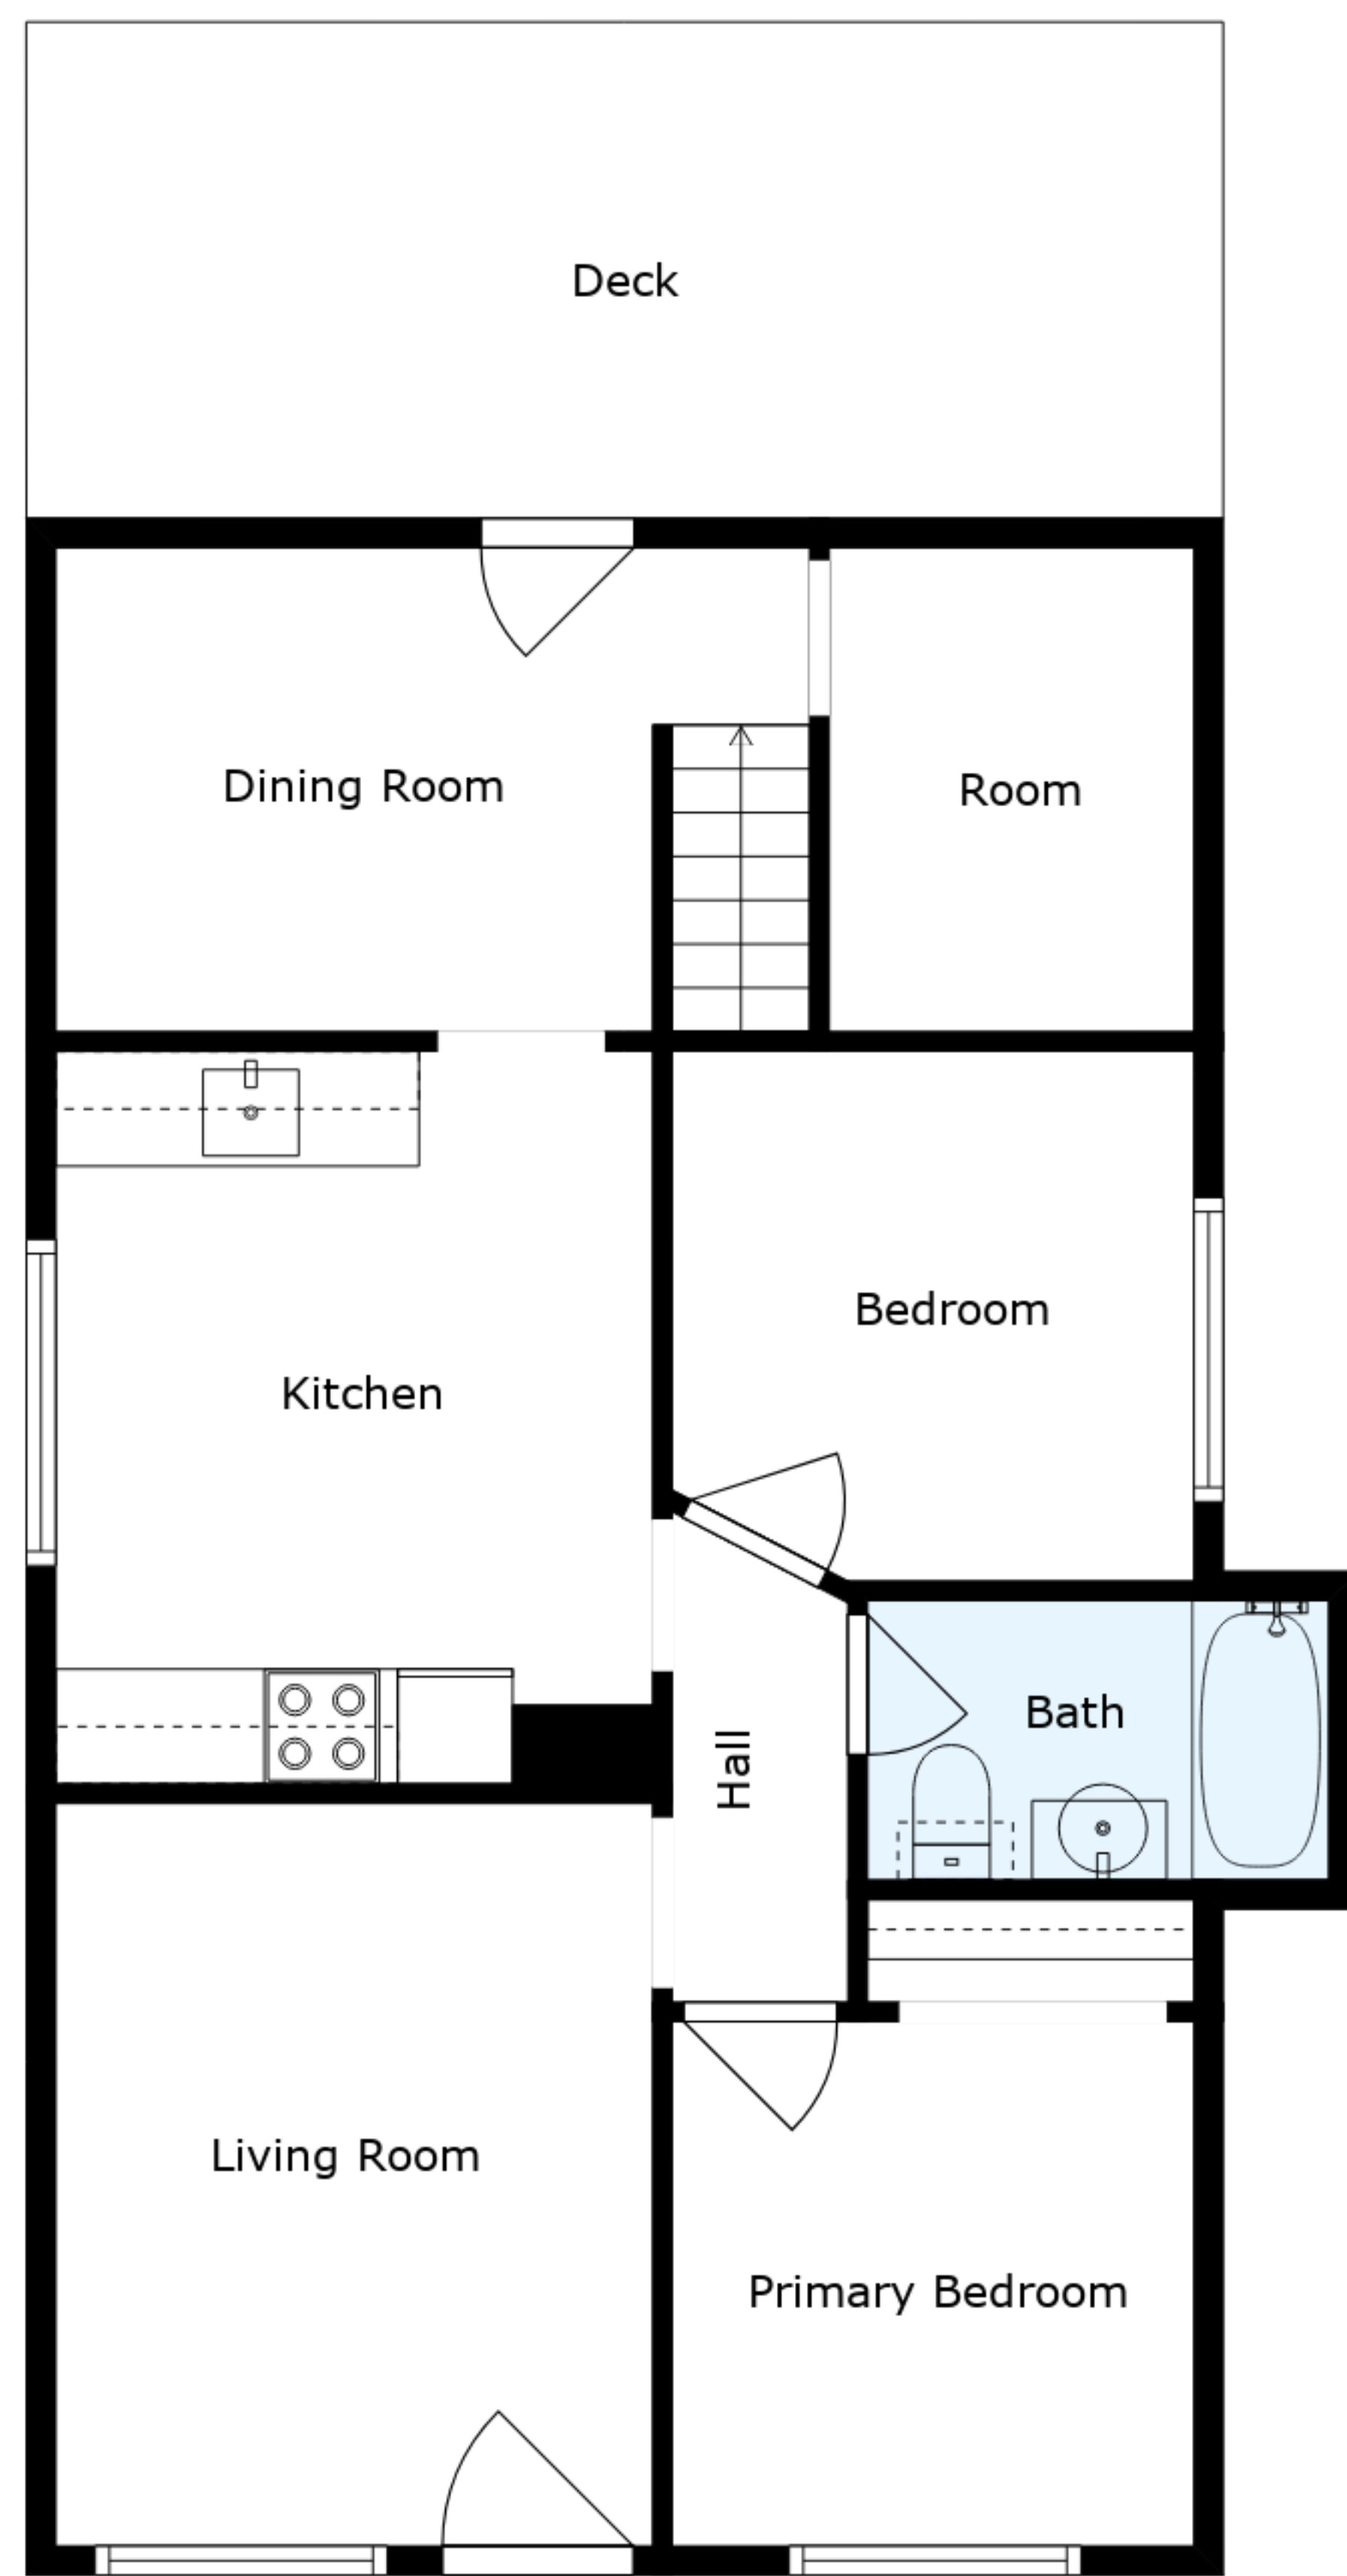 Deck
Dining Room
Room
Bedroom
Kitchen
Bath
Hall
Living Room
Primary Bedroom